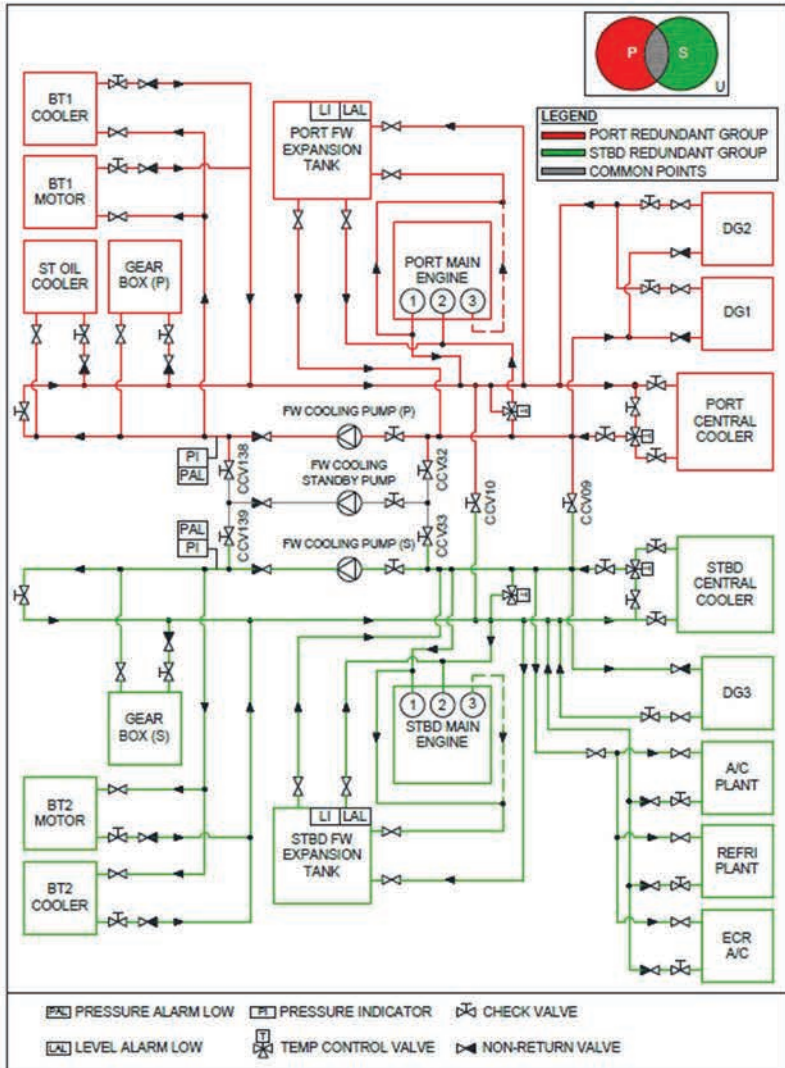 P
S
U
LEGEND
PORT REDUNDANT GROUP
STBD REDUNDANT GROUP
COMMON POINTS
BT1
COOLER
BT1
MOTOR
ST OIL
COOLER
GEAR
BOX (P)
LI LAL
PORT FW
EXPANSION
TANK
PORT MAIN
ENGINE
1 2 3
DG2
DG1
PORT
CENTRAL
COOLER
T
T
FW COOLING PUMP (P)
PI
PAL
CCV138
CCV32
FW COOLING
STANDBY PUMP
CCV10
CCV09
PAL
PI
CCV139
CCV33
FW COOLING PUMP (S)
STBD
CENTRAL
COOLER
T
T
GEAR
BOX (S)
1 2 3
STBD MAIN
ENGINE
DG3
A/C
PLANT
BT2
MOTOR
LI LAL
STBD FW
EXPANSION
TANK
REFRI
PLANT
BT2
COOLER
ECR
A/C
PAL PRESSURE ALARM LOW
PI PRESSURE INDICATOR
CHECK VALVE
LAL LEVEL ALARM LOW
T TEMP CONTROL VALVE
NON-RETURN VALVE